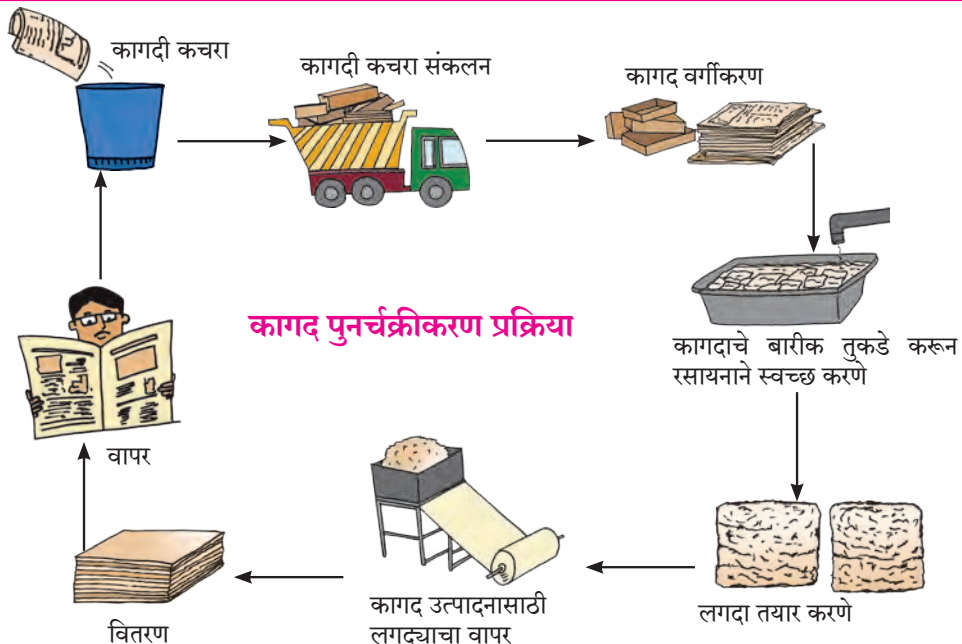 कागदी कचरा
कागदी कचरा संकलन
कागद वर्गीकरण
कागदाचे बारीक तुकडे करून
रसायनाने स्वच्छ करणे
लगदा तयार करणे
कागद उत्पादनासाठी
लगद्याचा वापर
वितरण
वापर
कागद पुनर्चक्रीकरण प्रक्रिया